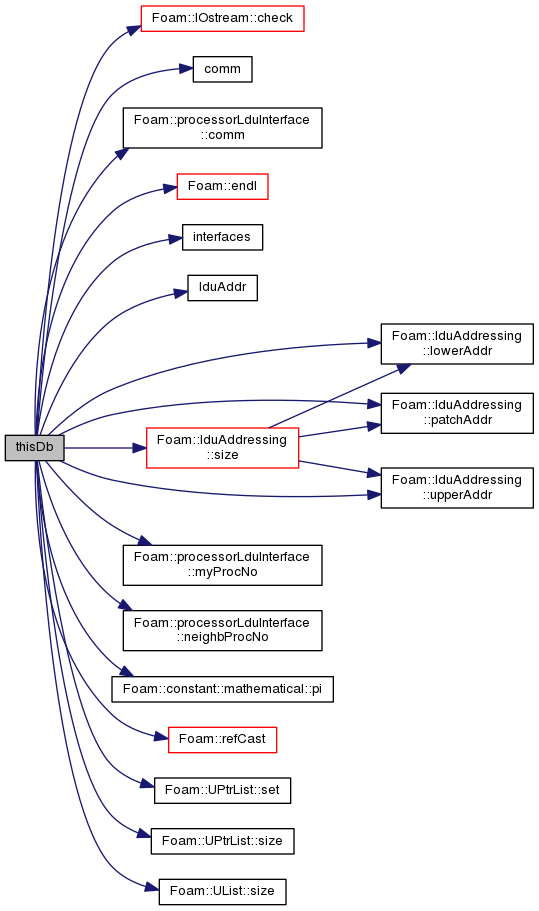 Foam::IOstream::check
comm
Foam::processorLduInterface
::comm
Foam::endl
interfaces
lduAddr
Foam::lduAddressing
::lowerAddr
Foam::lduAddressing
::patchAddr
thisDb
Foam::lduAddressing
::size
Foam::lduAddressing
::upperAddr
Foam::processorLduInterface
::myProcNo
Foam::processorLduInterface
::neighbProcNo
Foam::constant::mathematical::pi
Foam::refCast
Foam::UPtrList::set
Foam::UPtrList::size
Foam::UList::size